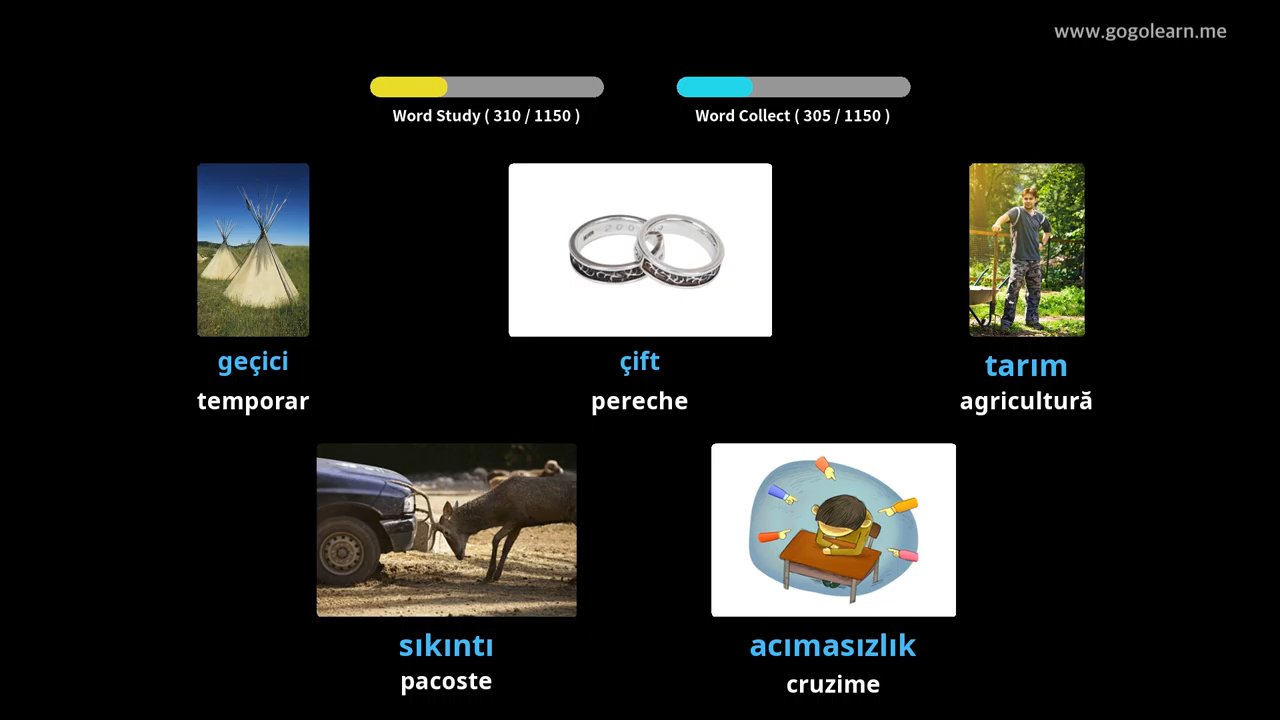 www.gogolearn.me
Word Study ( 310 / 1150 )
Word Collect ( 305 / 1150 )
geçici
temporar
çift
pereche
tarım
agricultură
sıkıntı
pacoste
acımasızlık
cruzime